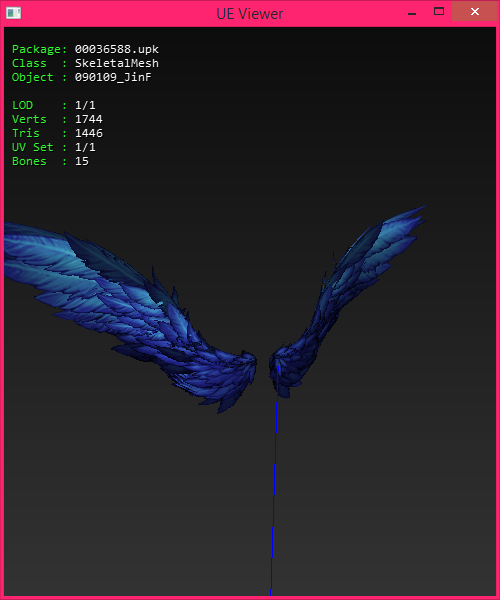 UE Viewer
Package: 00036588.upk
Class : SkeletalMesh
Object : 090109_JinF
LOD : 1/1
Verts : 1744
Tris : 1446
UV Set : 1/1
Bones : 15